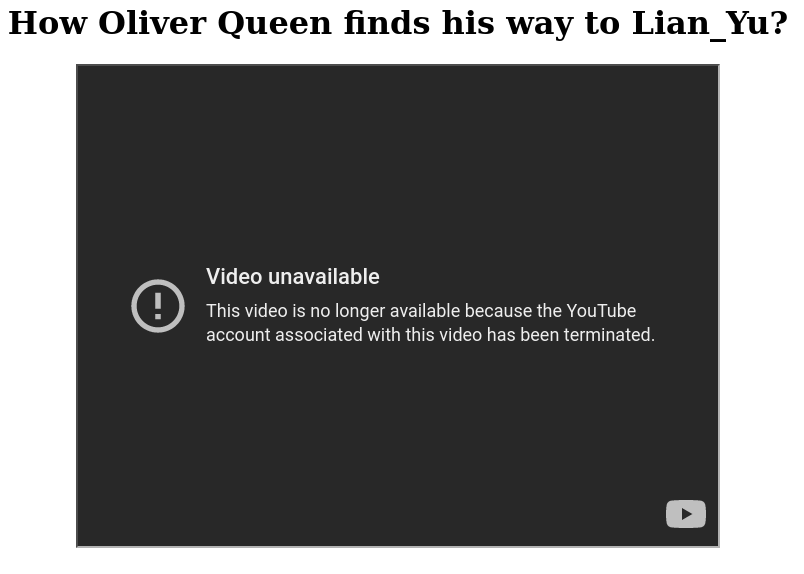 How Oliver Queen finds his way to Lian_Yu?
Video unavailable
This video is no longer available because the YouTube
account associated with this video has been terminated.